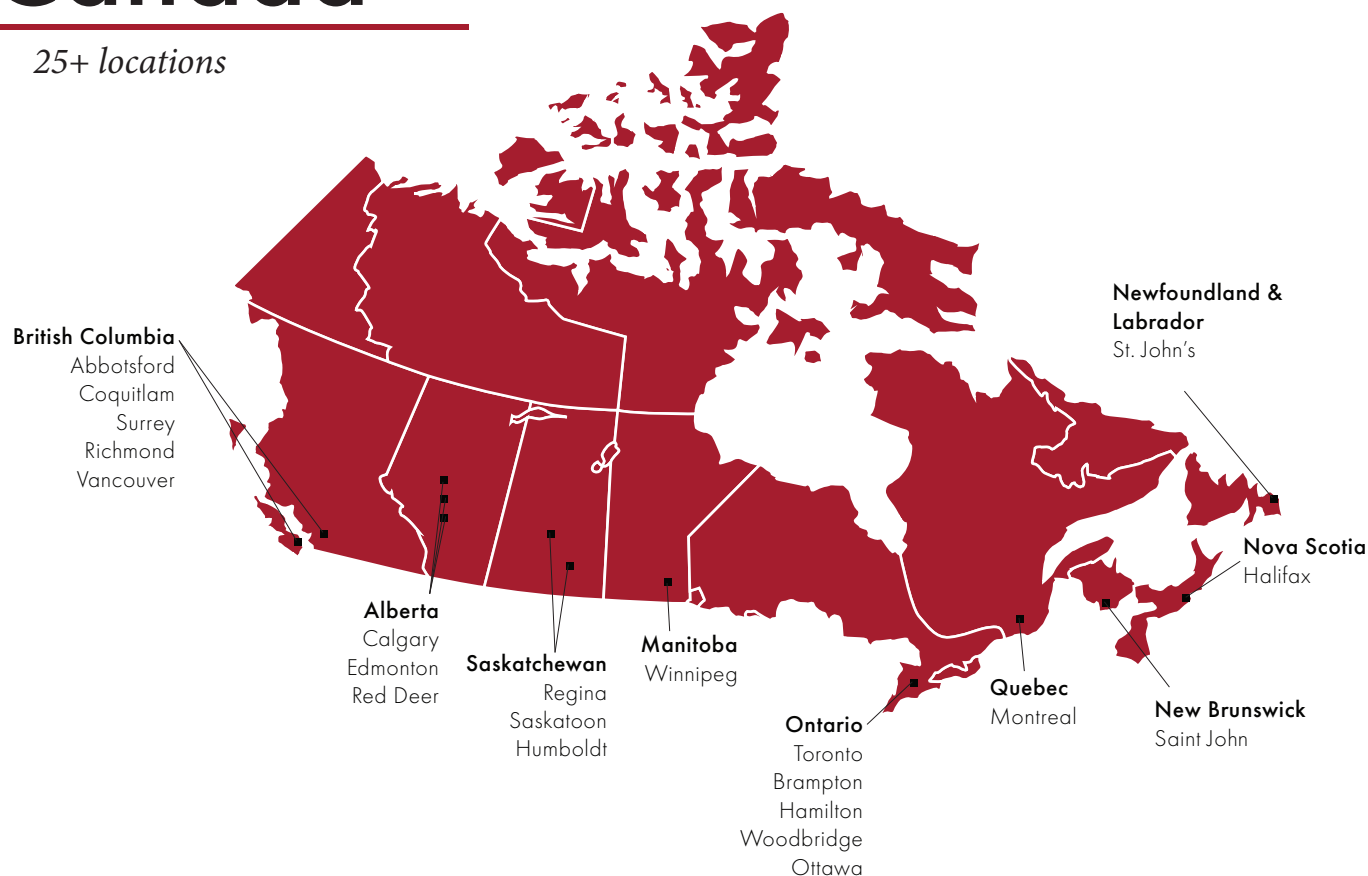 Canada
25+ locations
Newfoundland &
Labrador
St. John's
British Columbia
Abbotsford
Coquitlam
Surrey
Richmond
Vancouver
Nova Scotia
Halifax
Alberta
Calgary
Edmonton
Red Deer
Saskatchewan
Regina
Saskatoon
Humboldt
Manitoba
Winnipeg
Quebec
Montreal
New Brunswick
Saint John
Ontario
Toronto
Brampton
Hamilton
Woodbridge
Ottawa